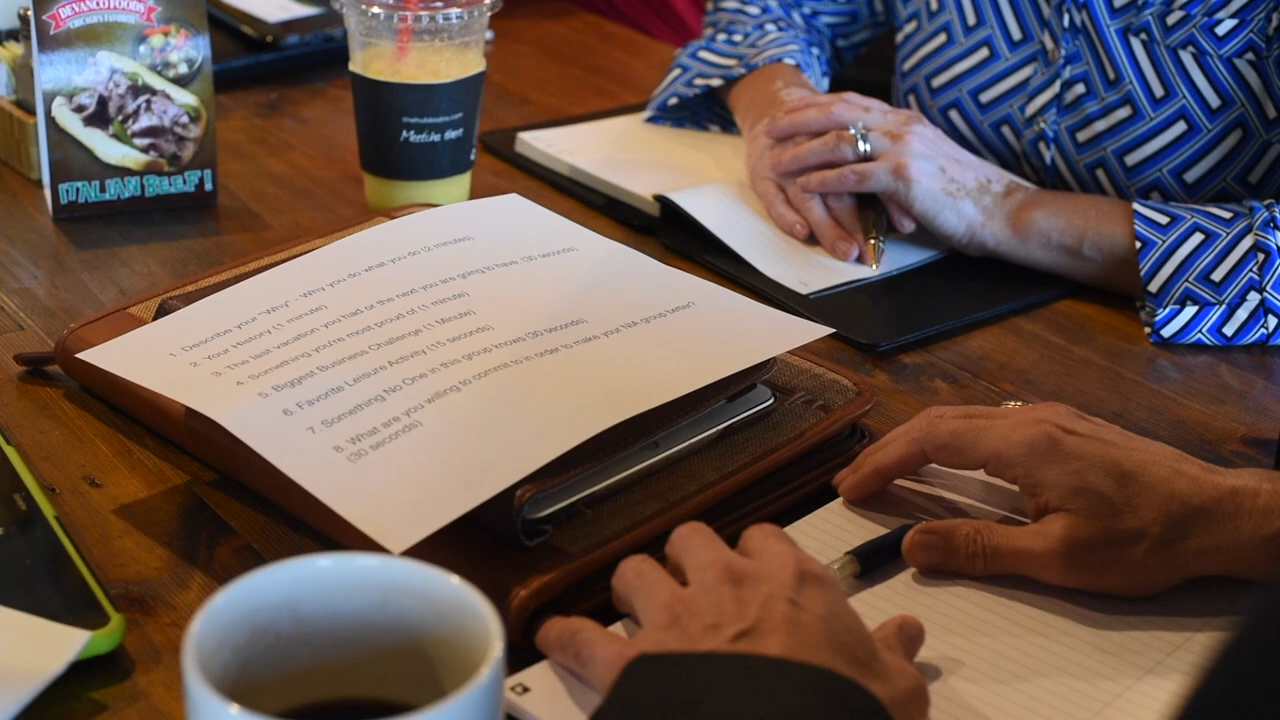 DEVANCO FOODS
"CHICAGO'S FAVORITE"
ITALIAN BEEF!
1. Describe your "Why" - Why you do what you do (2 minutes)
2. Your History (1 minute)
3. The last vacation you had or the next you are going to have. (30 seconds)
4. Something you're most proud of (1 minute)
5. Biggest Business Challenge (1 Minute)
6. Favorite Leisure Activity (15 seconds)
7. Something No One in this group knows (30 seconds)
8. What are you willing to commit to in order to make your NIA group better?
(30 seconds)